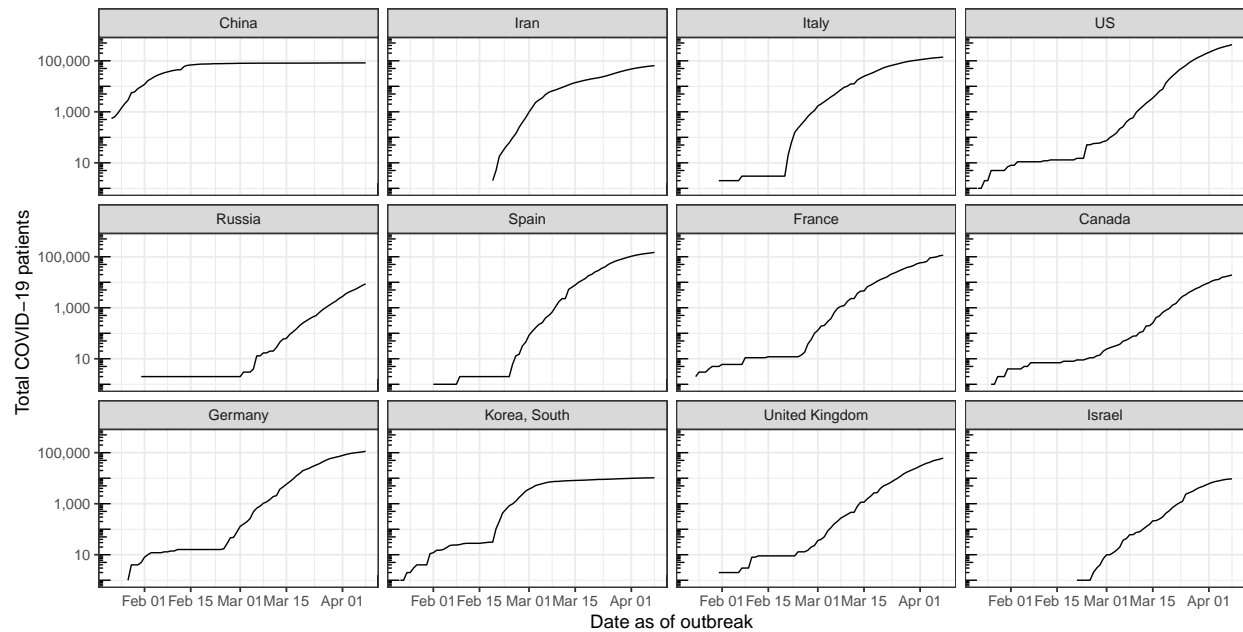 China
Iran
Italy
US
100,000
1,000
10
Russia
Spain
France
Canada
100,000
1,000
10
Germany
Korea, South
United Kingdom
Israel
100,000
1,000
10
Feb 01 Feb 15 Mar 01 Mar 15 Apr 01
Feb 01 Feb 15 Mar 01 Mar 15 Apr 01
Feb 01 Feb 15 Mar 01 Mar 15 Apr 01
Feb 01 Feb 15 Mar 01 Mar 15 Apr 01
Date as of outbreak
Total COVID−19 patients